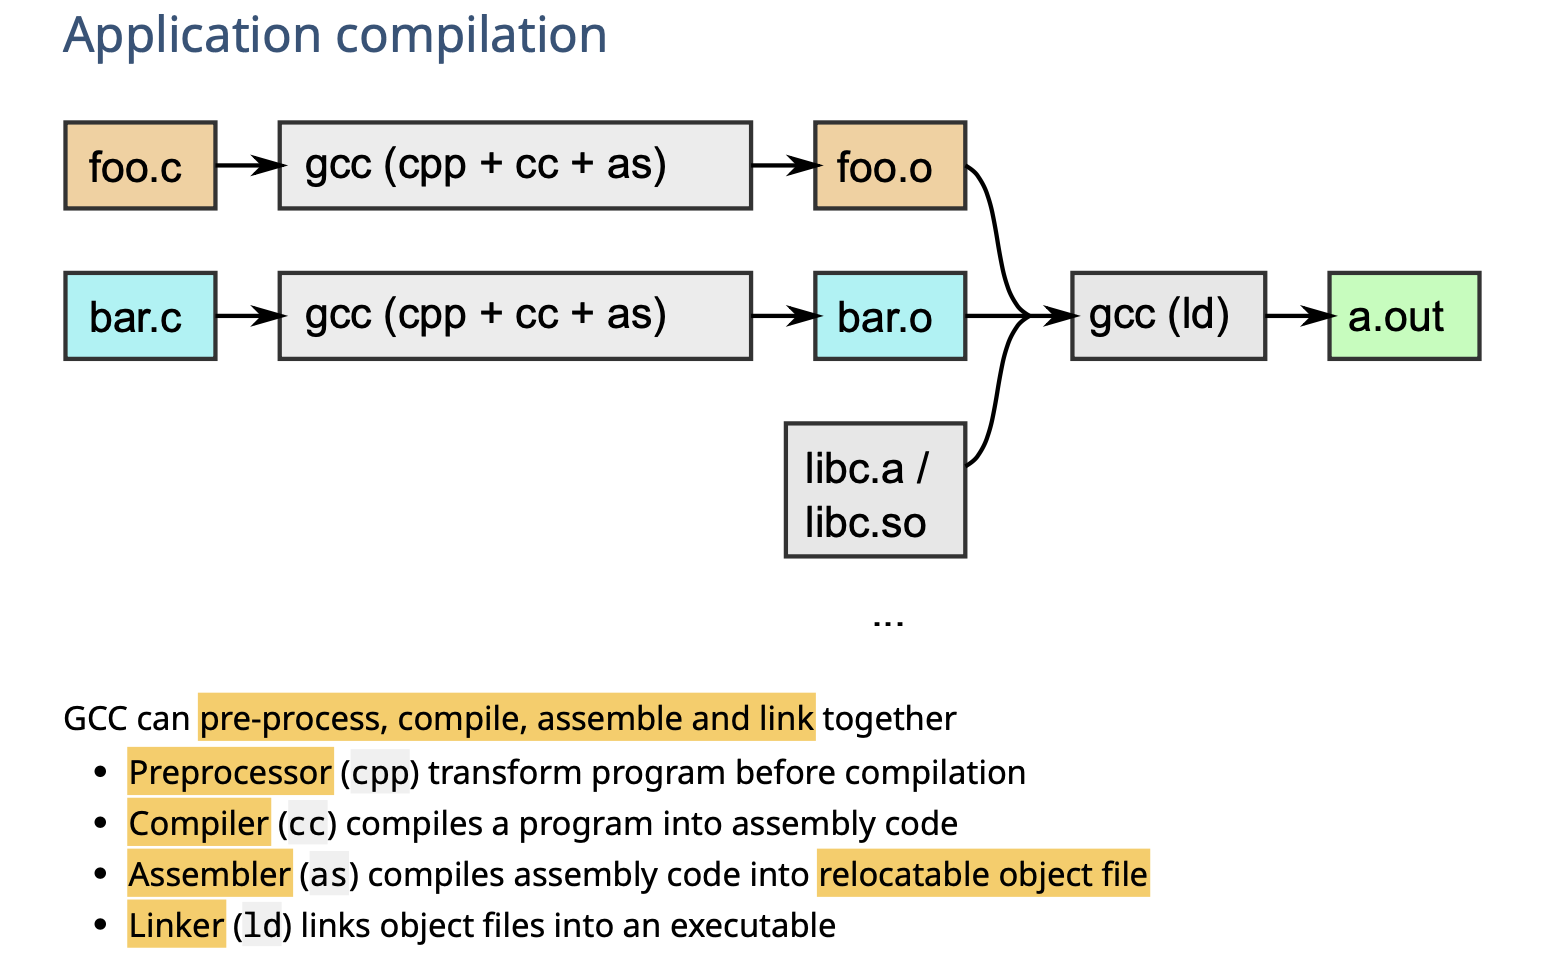 Application compilation
foo.c
gcc (cpp + cc + as)
foo.o
bar.c
gcc (cpp + cc + as)
bar.o
gcc (ld)
a.out
libc.a /
libc.so
...
GCC can pre-process, compile, assemble and link together
• Preprocessor (cpp) transform program before compilation
• Compiler (cc) compiles a program into assembly code
• Assembler (as) compiles assembly code into relocatable object file
• Linker (ld) links object files into an executable